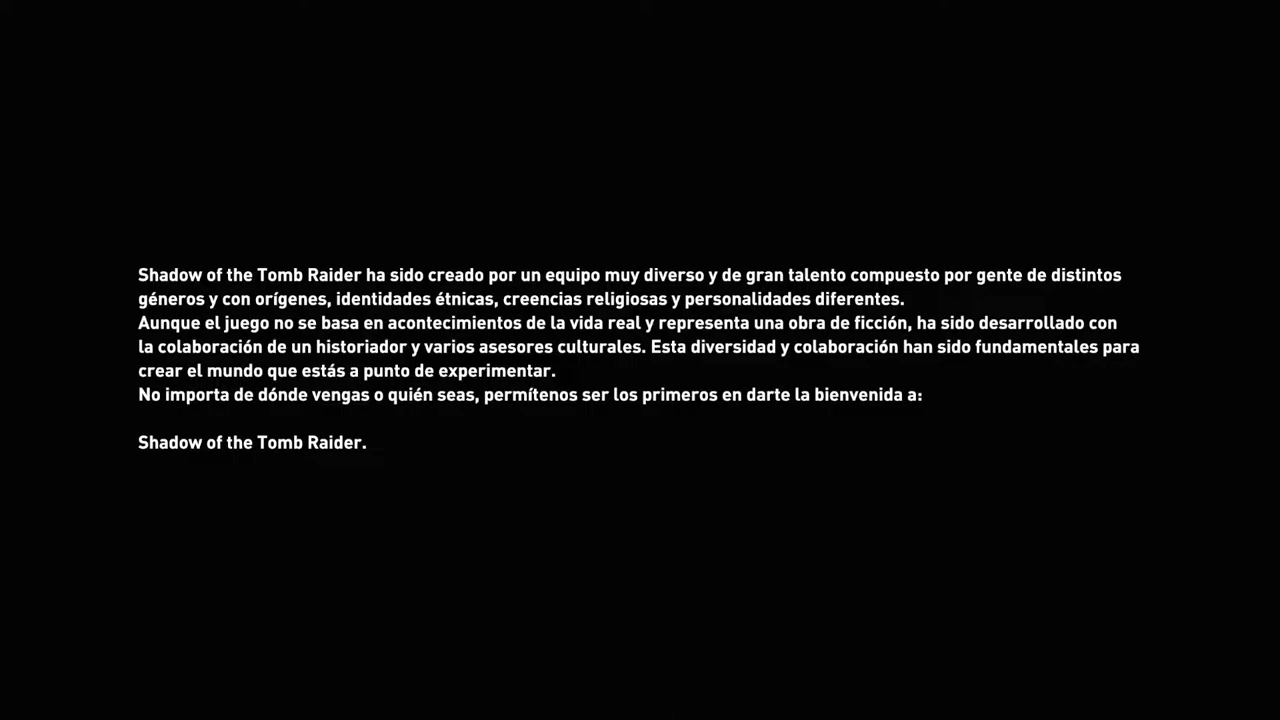 Shadow of the Tomb Raider ha sido creado por un equipo muy diverso y de gran talento compuesto por gente de distintos
géneros y con orígenes, identidades étnicas, creencias religiosas y personalidades diferentes.
Aunque el juego no se basa en acontecimientos de la vida real y representa una obra de ficción, ha sido desarrollado con
la colaboración de un historiador y varios asesores culturales. Esta diversidad y colaboración han sido fundamentales para
crear el mundo que estás a punto de experimentar.
No importa de dónde vengas o quién seas, permítenos ser los primeros en darte la bienvenida a:
Shadow of the Tomb Raider.